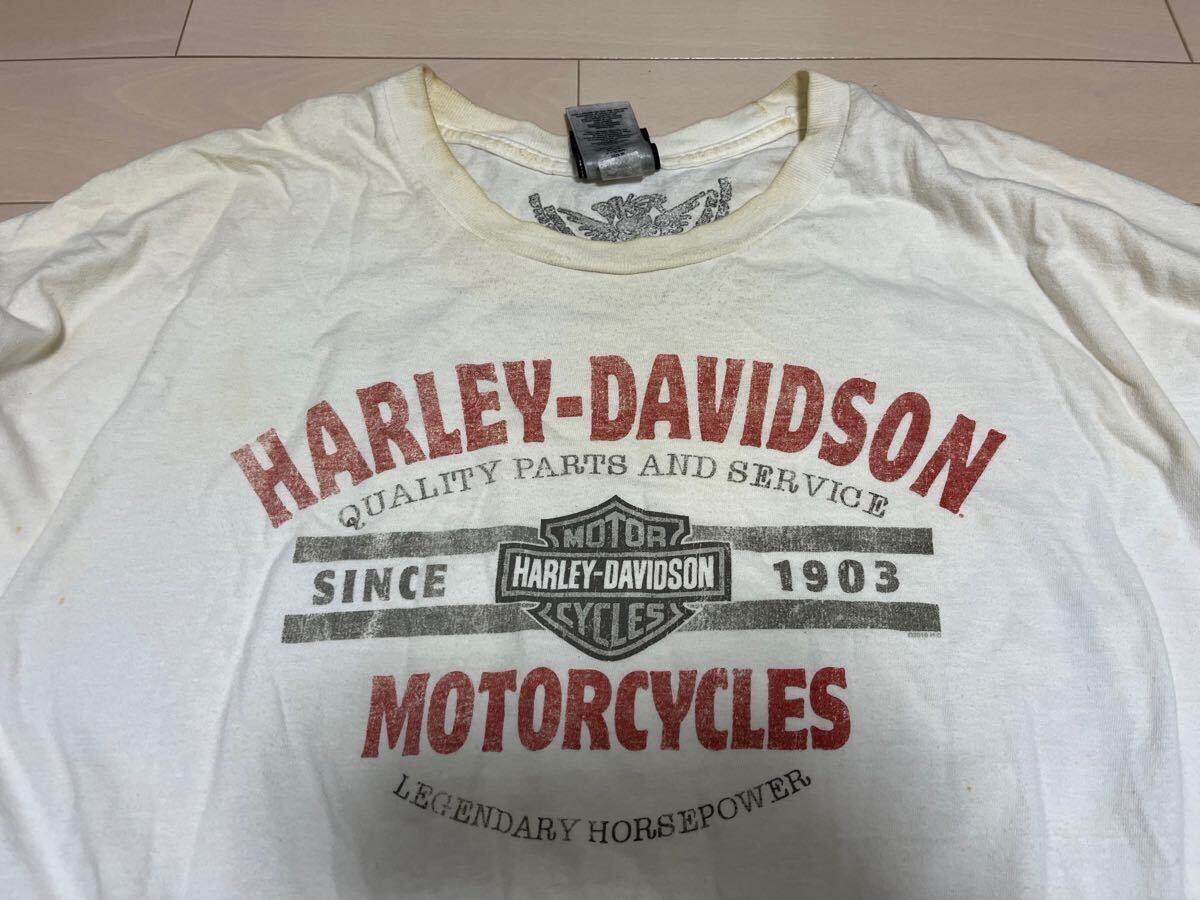 HARLEY-DAVIDSON
QUALITY PARTS AND SERVICE
MOTOR
SINCE HARLEY-DAVIDSON 1903
CYCLES
MOTORCYCLES
LEGENDARY HORSEPOWER